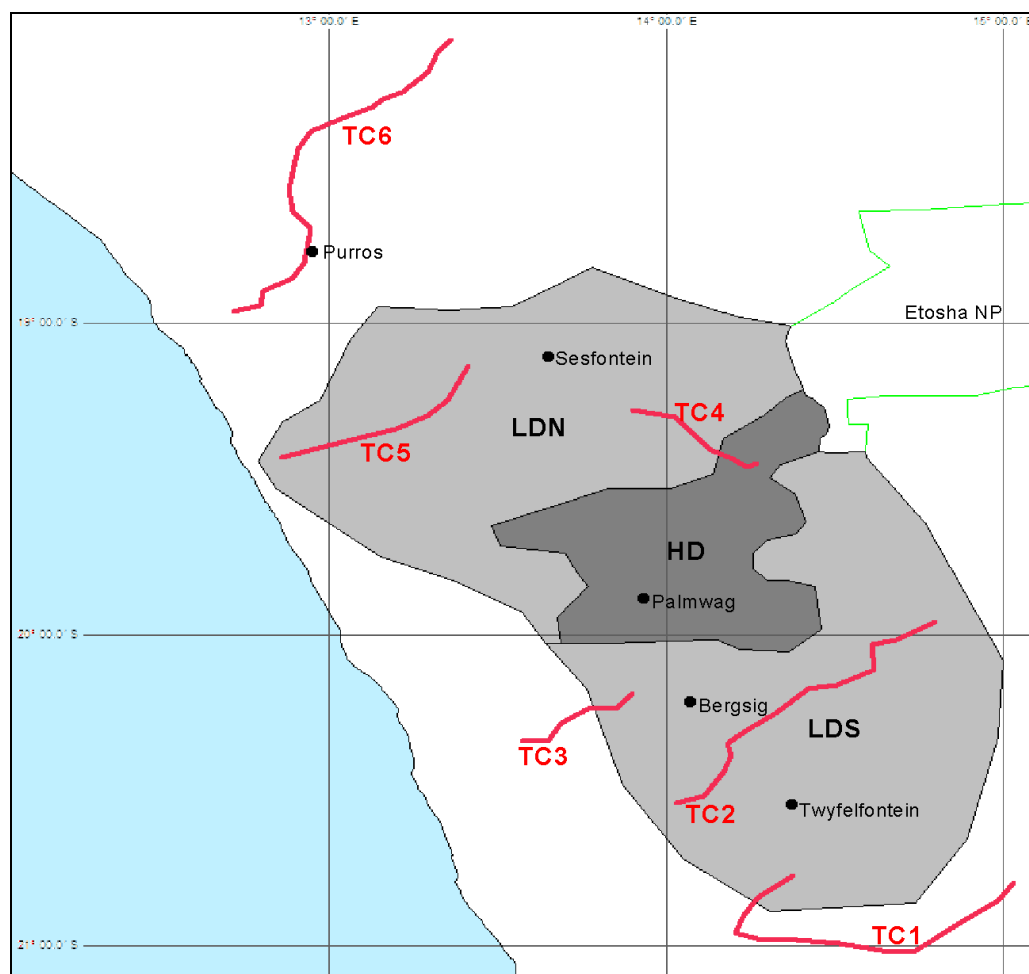 13° 00.0´ E
14° 00.0´ E
15° 00.0´ E
TC6
Purros
Etosha NP
19° 00.0´ S
Sesfontein
TC4
LDN
TC5
HD
Palmwag
20° 00.0´ S
Bergsig
LDS
TC3
TC2
Twyfelfontein
TC1
21° 00.0´ S